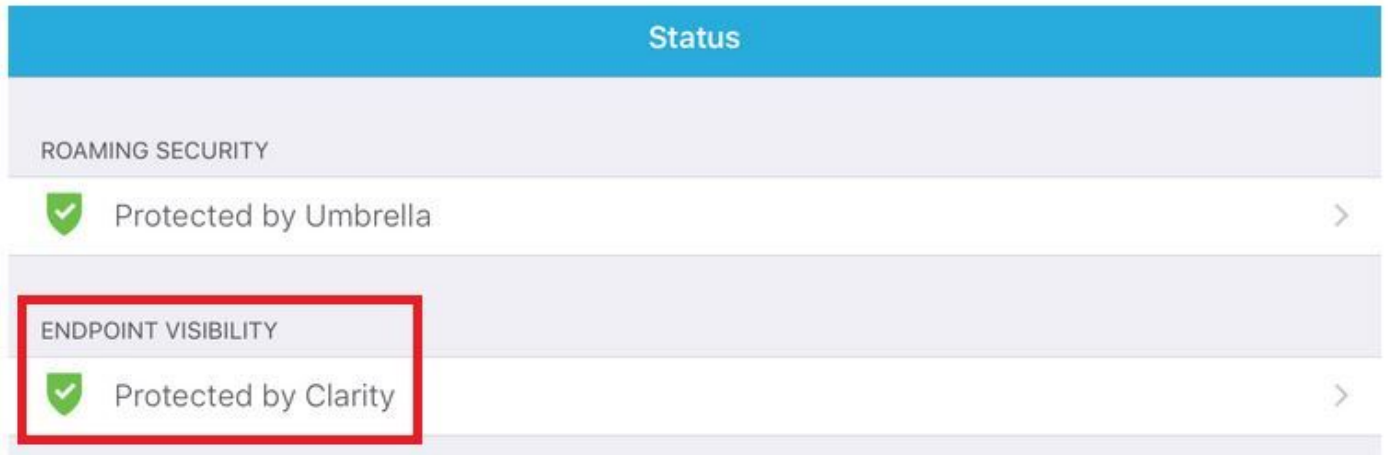 Status
ROAMING SECURITY
Protected by Umbrella
ENDPOINT VISIBILITY
Protected by Clarity